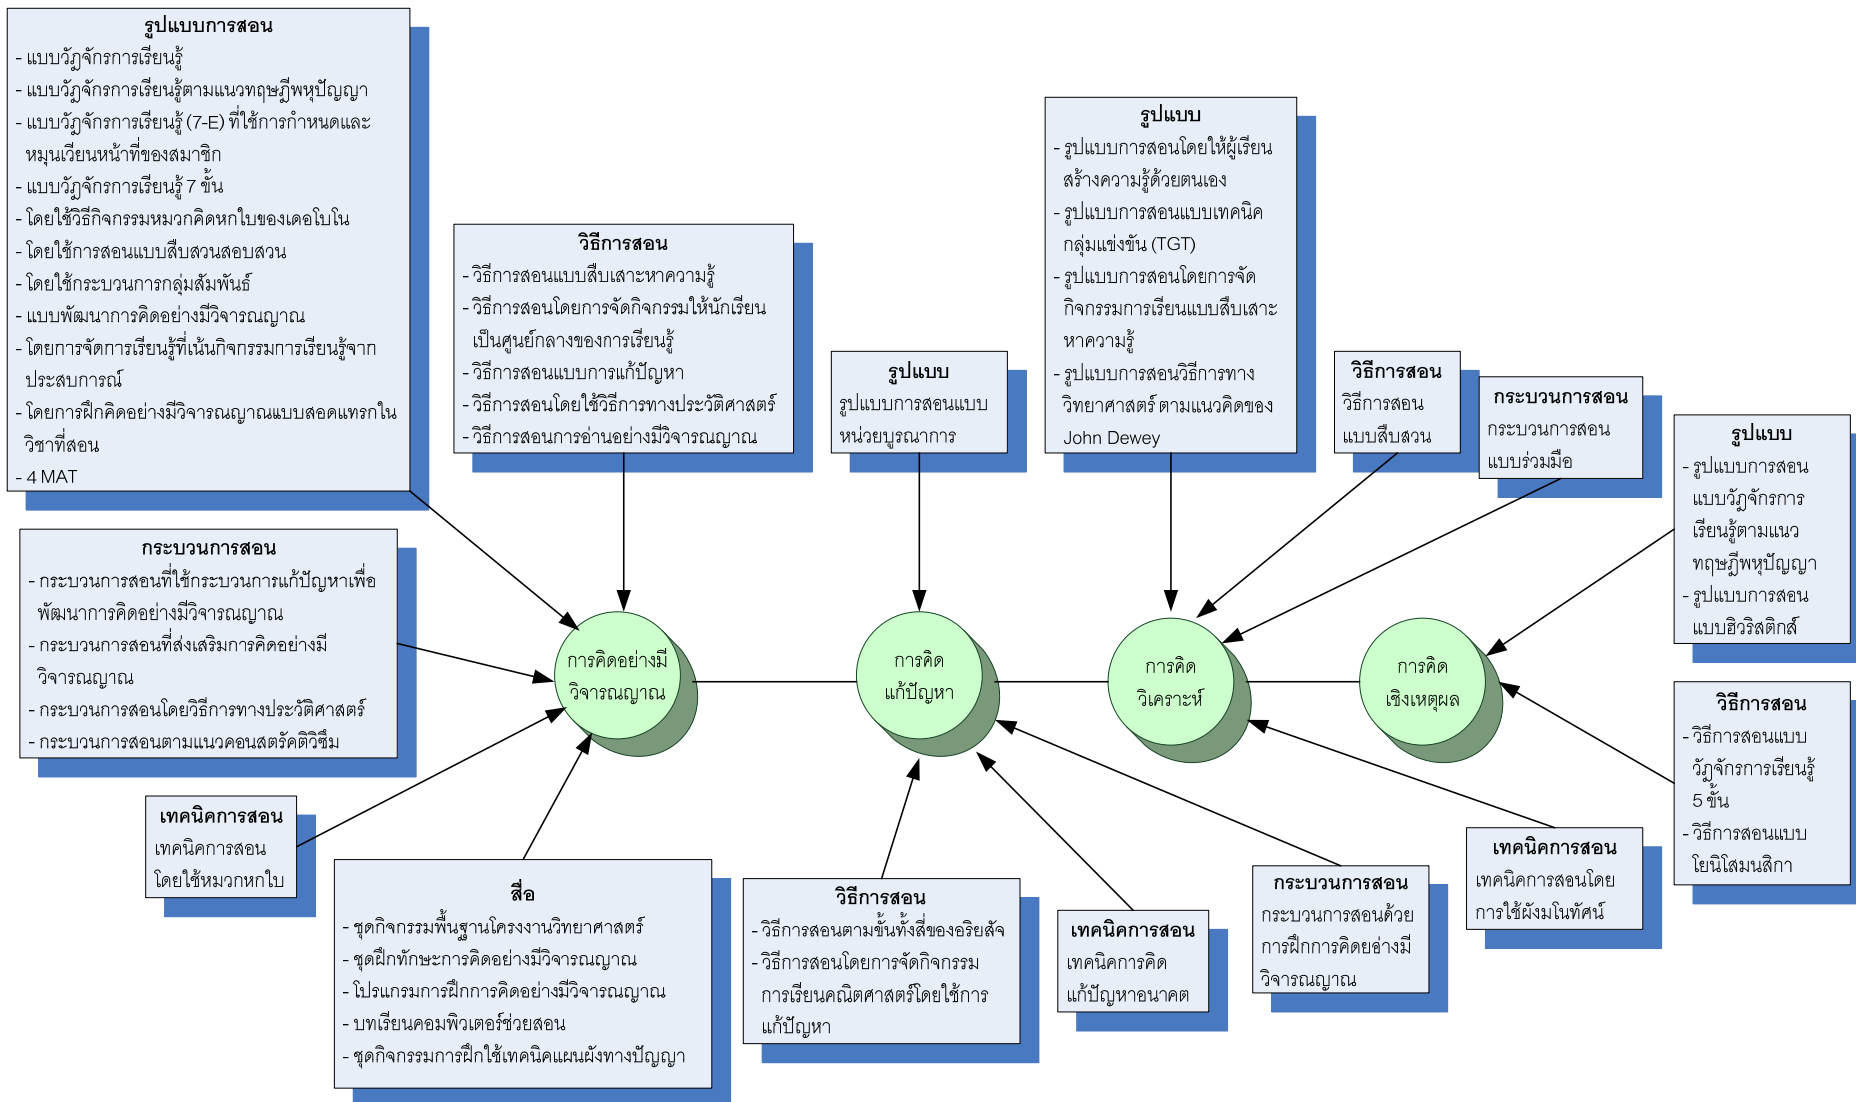 รูปแบบการสอน
- แบบวัฏจักรการเรียนรู้
- แบบวัฏจักรการเรียนรู้ตามแนวทฤษฎีพหุปัญญา
- แบบวัฏจักรการเรียนรู้ (7-E) ที่ใช้การกำหนดและ
หมุนเวียนหน้าที่ของสมาชิก
- แบบวัฏจักรการเรียนรู้ 7 ขั้น
- โดยใช้วิธีกิจกรรมหมวกคิดหกใบของเดอโบโน
- โดยใช้การสอนแบบสืบสวนสอบสวน
- โดยใช้กระบวนการกลุ่มสัมพันธ์
- แบบพัฒนาการคิดอย่างมีวิจารณญาณ
- โดยการจัดการเรียนรู้ที่เน้นกิจกรรมการเรียนรู้จาก
ประสบการณ์
- โดยการฝึกคิดอย่างมีวิจารณญาณแบบสอดแทรกใน
วิชาที่สอน
- 4 MAT
วิธีการสอน
- วิธีการสอนแบบสืบเสาะหาความรู้
- วิธีการสอนโดยการจัดกิจกรรมให้นักเรียน
เป็นศูนย์กลางของการเรียนรู้
- วิธีการสอนแบบการแก้ปัญหา
- วิธีการสอนโดยใช้วิธีการทางประวัติศาสตร์
- วิธีการสอนการอ่านอย่างมีวิจารณญาณ
รูปแบบ
รูปแบบการสอนแบบ
หน่วยบูรณาการ
รูปแบบ
- รูปแบบการสอนโดยให้ผู้เรียน
สร้างความรู้ด้วยตนเอง
- รูปแบบการสอนแบบเทคนิค
กลุ่มแข่งขัน (TGT)
- รูปแบบการสอนโดยการจัด
กิจกรรมการเรียนแบบสืบเสาะ
หาความรู้
- รูปแบบการสอนวิธีการทาง
วิทยาศาสตร์ ตามแนวคิดของ
John Dewey
วิธีการสอน
วิธีการสอน
แบบสืบสวน
กระบวนการสอน
กระบวนการสอน
แบบร่วมมือ
รูปแบบ
- รูปแบบการสอน
แบบวัฏจักรการ
เรียนรู้ตามแนว
ทฤษฎีพหุปัญญา
- รูปแบบการสอน
แบบฮิวริสติกส์
กระบวนการสอน
- กระบวนการสอนที่ใช้กระบวนการแก้ปัญหาเพื่อ
พัฒนาการคิดอย่างมีวิจารณญาณ
- กระบวนการสอนที่ส่งเสริมการคิดอย่างมี
วิจารณญาณ
- กระบวนการสอนโดยวิธีการทางประวัติศาสตร์
- กระบวนการสอนตามแนวคอนสตรัคติวิซึม
การคิดอย่างมี
วิจารณญาณ
การคิด
แก้ปัญหา
การคิด
วิเคราะห์
การคิด
เชิงเหตุผล
วิธีการสอน
- วิธีการสอนแบบ
วัฏจักรการเรียนรู้
5 ขั้น
- วิธีการสอนแบบ
โยนิโสมนสิกา
เทคนิคการสอน
เทคนิคการสอน
โดยใช้หมวกหกใบ
สื่อ
- ชุดกิจกรรมพื้นฐานโครงงานวิทยาศาสตร์
- ชุดฝึกทักษะการคิดอย่างมีวิจารณญาณ
- โปรแกรมการฝึกการคิดอย่างมีวิจารณญาณ
- บทเรียนคอมพิวเตอร์ช่วยสอน
- ชุดกิจกรรมการฝึกใช้เทคนิคแผนผังทางปัญญา
วิธีการสอน
- วิธีการสอนตามขั้นทั้งสี่ของอริยสัจ
- วิธีการสอนโดยการจัดกิจกรรม
การเรียนคณิตศาสตร์โดยใช้การ
แก้ปัญหา
เทคนิคการสอน
เทคนิคการคิด
แก้ปัญหาอนาคต
กระบวนการสอน
กระบวนการสอนด้วย
การฝึกการคิดยอ่างมี
วิจารณญาณ
เทคนิคการสอน
เทคนิคการสอนโดย
การใช้ผังมโนทัศน์